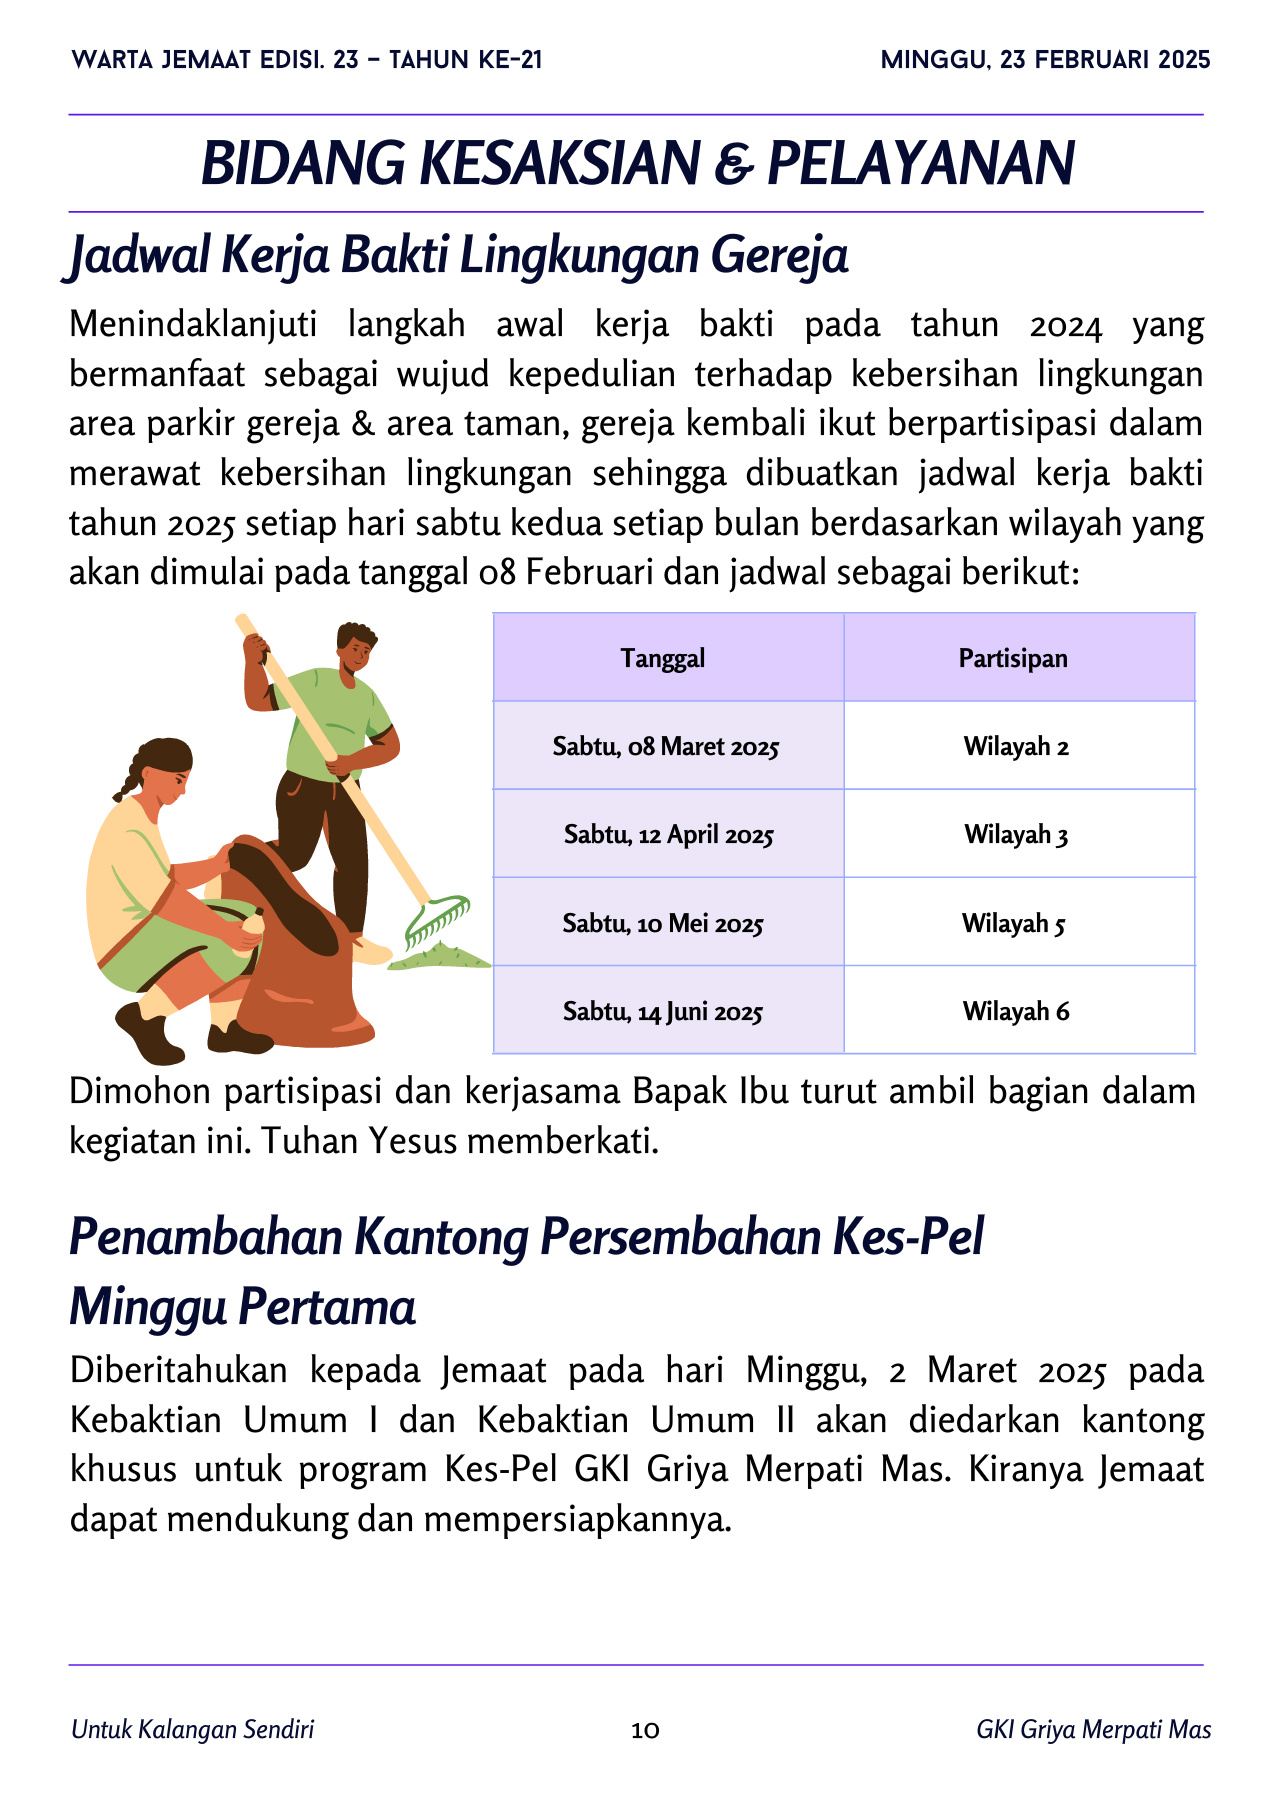 WARTA JEMAAT EDISI. 23 – TAHUN KE-21
MINGGU, 23 FEBRUARI 2025
BIDANG KESAKSIAN & PELAYANAN
Jadwal Kerja Bakti Lingkungan Gereja
Menindaklanjuti langkah awal kerja bakti pada tahun 2024 yang
bermanfaat sebagai wujud kepedulian terhadap kebersihan lingkungan
area parkir gereja & area taman, gereja kembali ikut berpartisipasi dalam
merawat kebersihan lingkungan sehingga dibuatkan jadwal kerja bakti
tahun 2025 setiap hari sabtu kedua setiap bulan berdasarkan wilayah yang
akan dimulai pada tanggal 08 Februari dan jadwal sebagai berikut:
Tanggal Partisipan
Sabtu, 08 Maret 2025 Wilayah 2
Sabtu, 12 April 2025 Wilayah 3
Sabtu, 10 Mei 2025 Wilayah 5
Sabtu, 14 Juni 2025 Wilayah 6
Dimohon partisipasi dan kerjasama Bapak Ibu turut ambil bagian dalam
kegiatan ini. Tuhan Yesus memberkati.
Penambahan Kantong Persembahan Kes-Pel
Minggu Pertama
Diberitahukan kepada Jemaat pada hari Minggu, 2 Maret 2025 pada
Kebaktian Umum I dan Kebaktian Umum II akan diedarkan kantong
khusus untuk program Kes-Pel GKI Griya Merpati Mas. Kiranya Jemaat
dapat mendukung dan mempersiapkannya.
Untuk Kalangan Sendiri
10
GKI Griya Merpati Mas